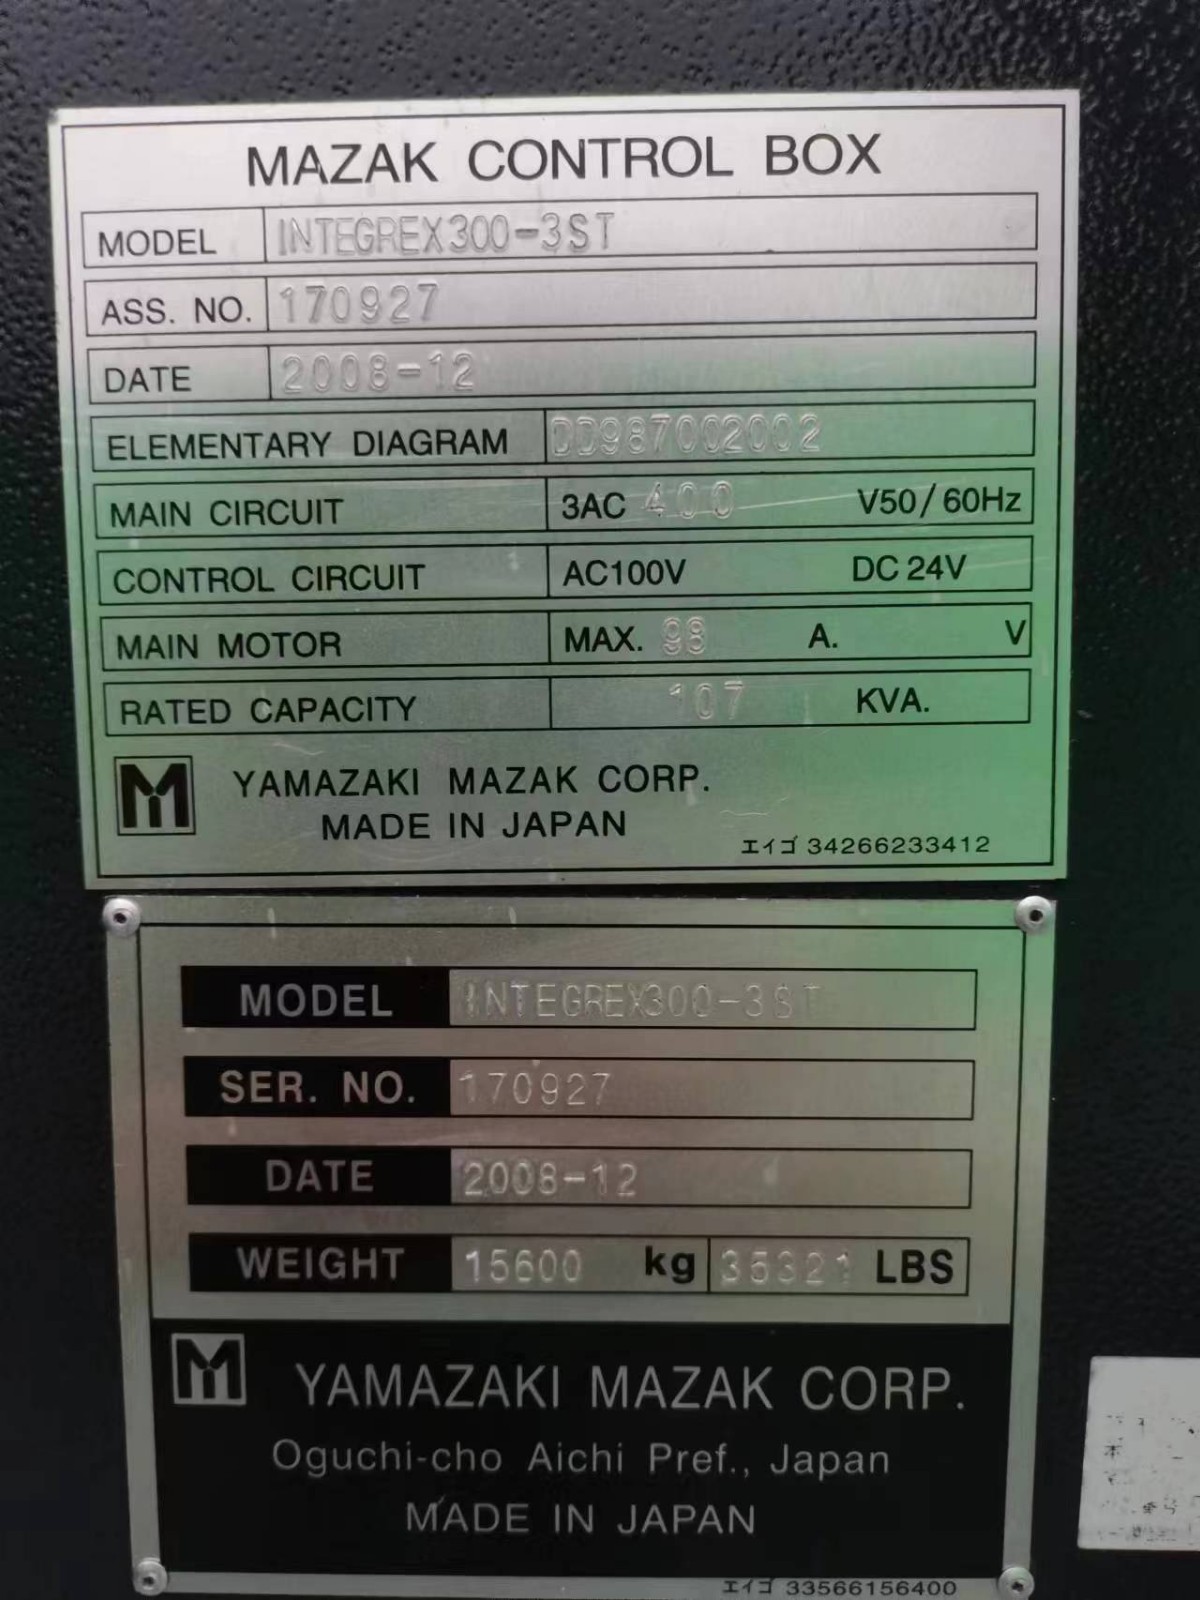 MAZAK CONTROL BOX
MODEL INTEGREX300-3ST
ASS. NO. 170927
DATE 2008-12
ELEMENTARY DIAGRAM DD987002002
MAIN CIRCUIT 3AC 400 V50/60Hz
CONTROL CIRCUIT AC100V DC24V
MAIN MOTOR MAX. 98 A. V
RATED CAPACITY 107 KVA.
M YAMAZAKI MAZAK CORP.
MADE IN JAPAN
エイゴ 34266233412
MODEL INTEGREX300-3ST
SER. NO. 170927
DATE 2008-12
WEIGHT 15600 kg 35321 LBS
M YAMAZAKI MAZAK CORP.
Oguchi-cho Aichi Pref., Japan
MADE IN JAPAN
エイゴ 33566156400